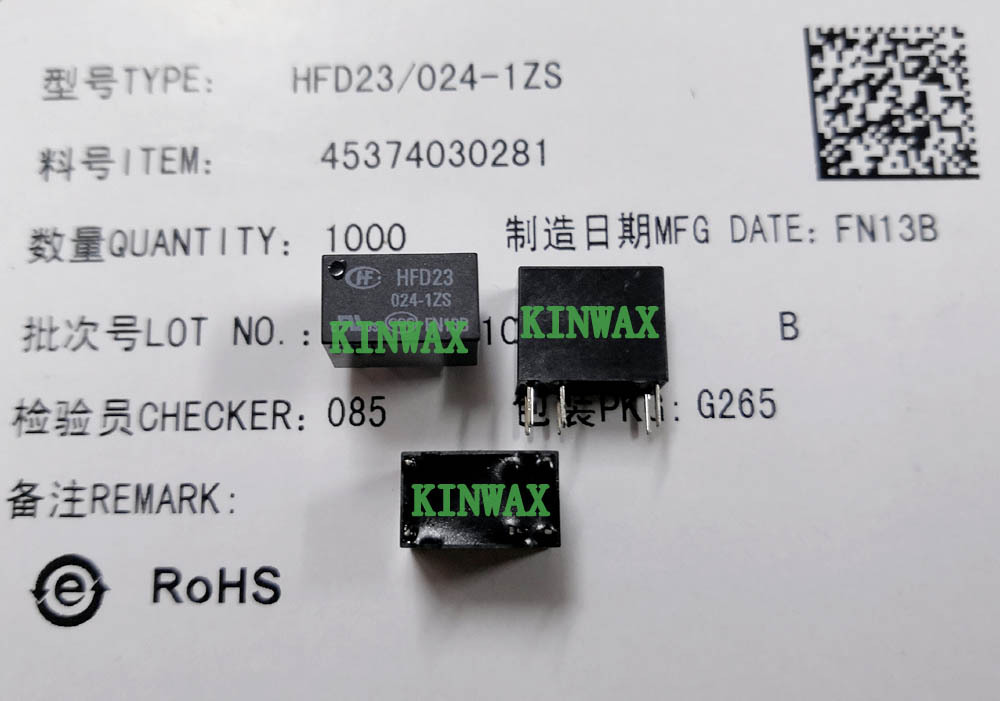 型号TYPE: HFD23/024-1ZS
料号ITEM: 45374030281
数量QUANTITY: 1000 制造日期MFG DATE: FN13B
HF HFD23
024-1ZS
KINWAX
KINWAX
批次号LOT NO.: B
检验员CHECKER: 085 G265
KINWAX
备注REMARK:
e RoHS